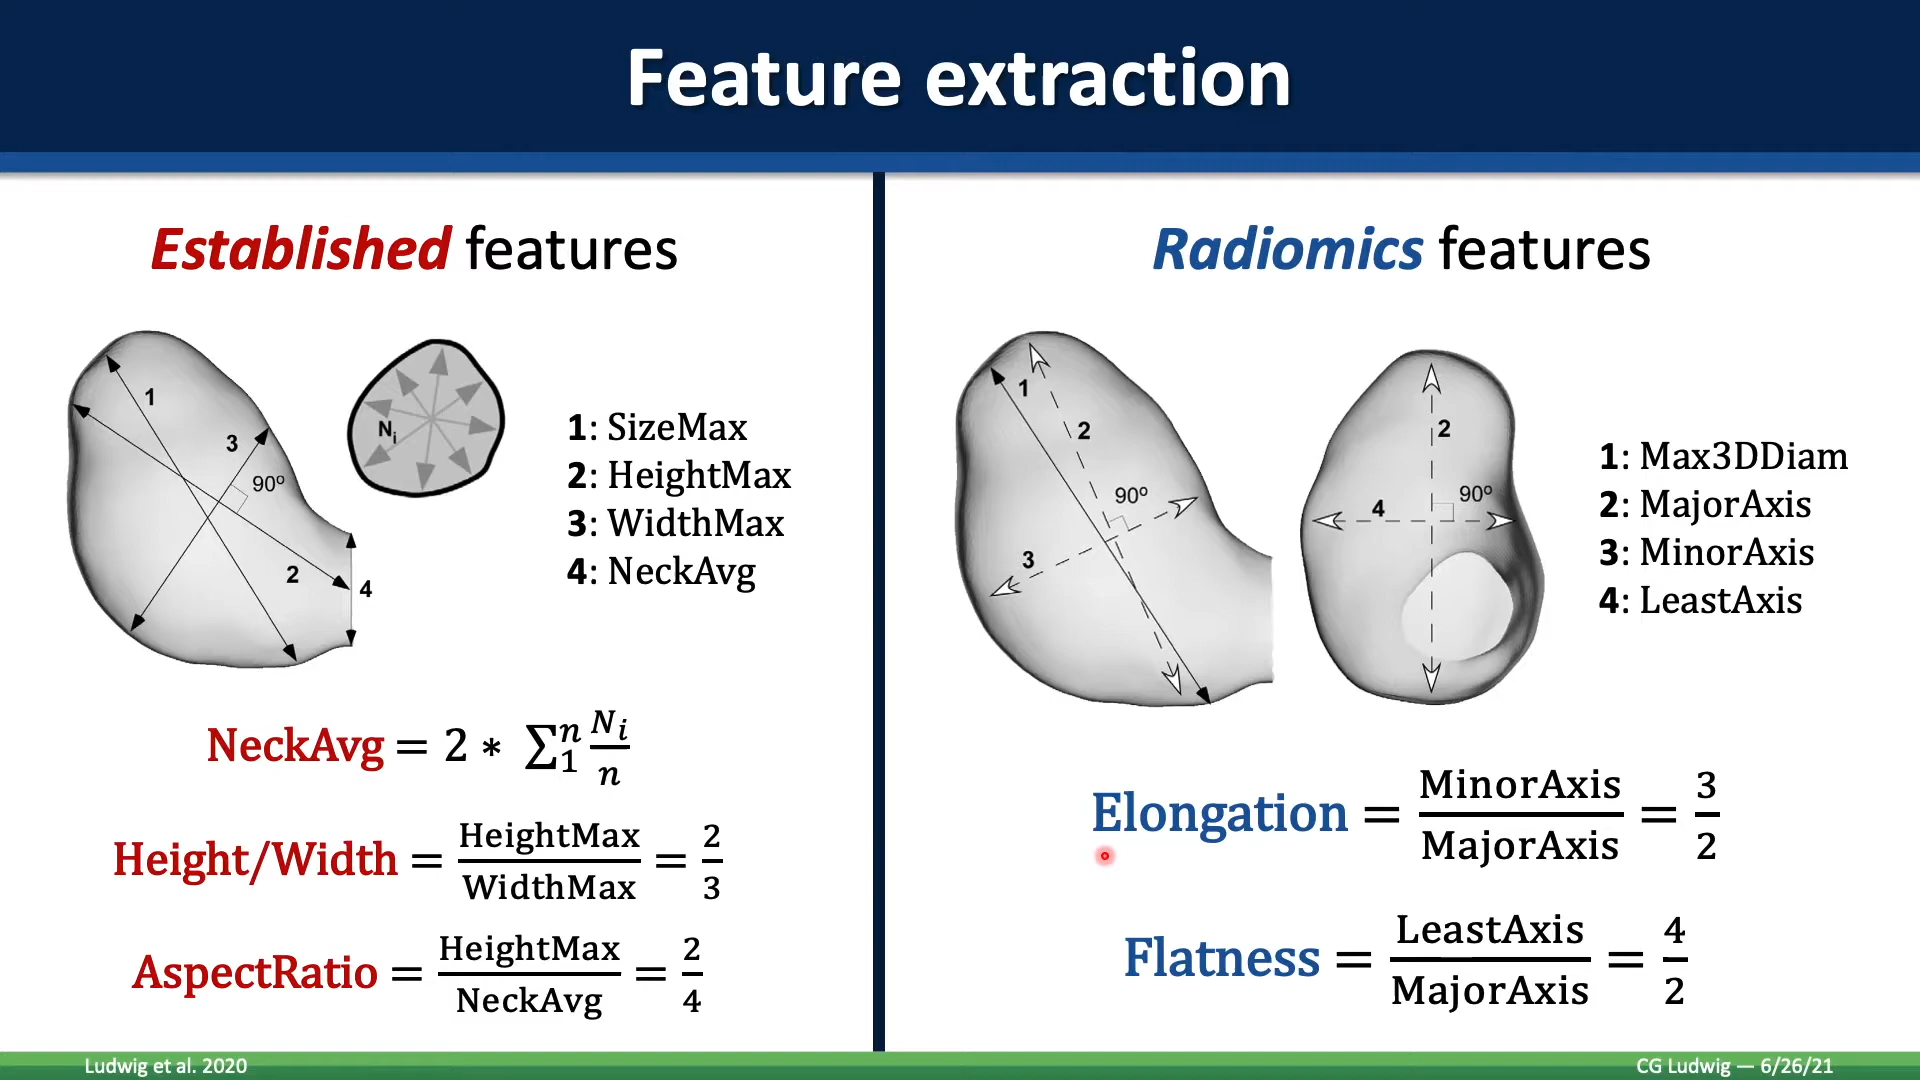 Feature extraction
Established features
1
3
90º
2
4
Nᵢ
1: SizeMax
2: HeightMax
3: WidthMax
4: NeckAvg
NeckAvg = 2 ∗ ∑₁ⁿ Nᵢ/n
Height/Width = HeightMax/WidthMax = 2/3
AspectRatio = HeightMax/NeckAvg = 2/4
Radiomics features
1
2
90º
3
2
90º
4
1: Max3DDiam
2: MajorAxis
3: MinorAxis
4: LeastAxis
Elongation = MinorAxis/MajorAxis = 3/2
Flatness = LeastAxis/MajorAxis = 4/2
Ludwig et al. 2020
CG Ludwig — 6/26/21